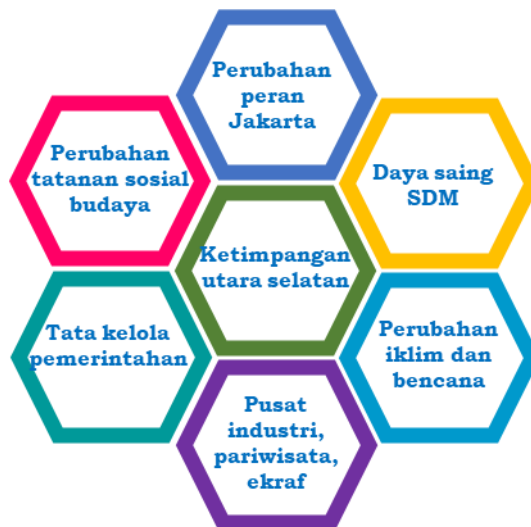 Perubahan
peran
Jakarta
Perubahan
tatanan sosial
budaya
Daya saing
SDM
Ketimpangan
utara selatan
Tata kelola
pemerintahan
Perubahan
iklim dan
bencana
Pusat
industri,
pariwisata,
ekraf